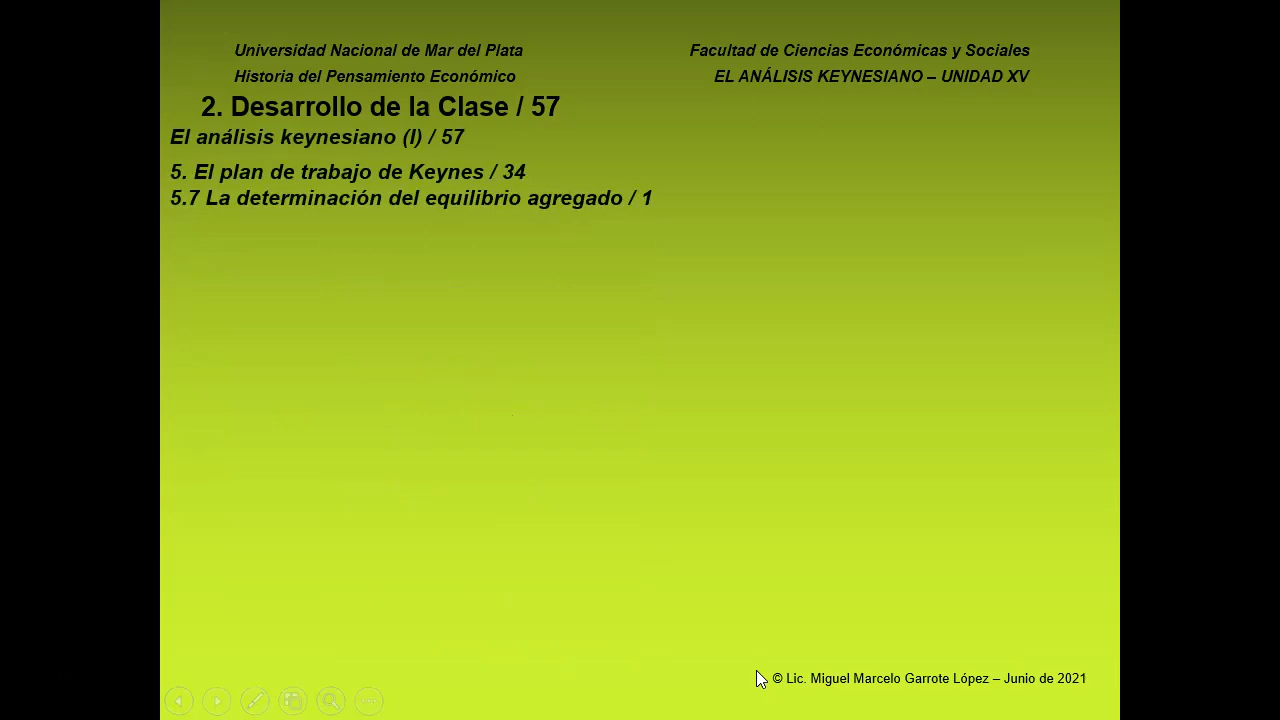 Universidad Nacional de Mar del Plata
Facultad de Ciencias Económicas y Sociales
Historia del Pensamiento Económico
EL ANÁLISIS KEYNESIANO – UNIDAD XV
2. Desarrollo de la Clase / 57
El análisis keynesiano (I) / 57
5. El plan de trabajo de Keynes / 34
5.7 La determinación del equilibrio agregado / 1
© Lic. Miguel Marcelo Garrote López – Junio de 2021